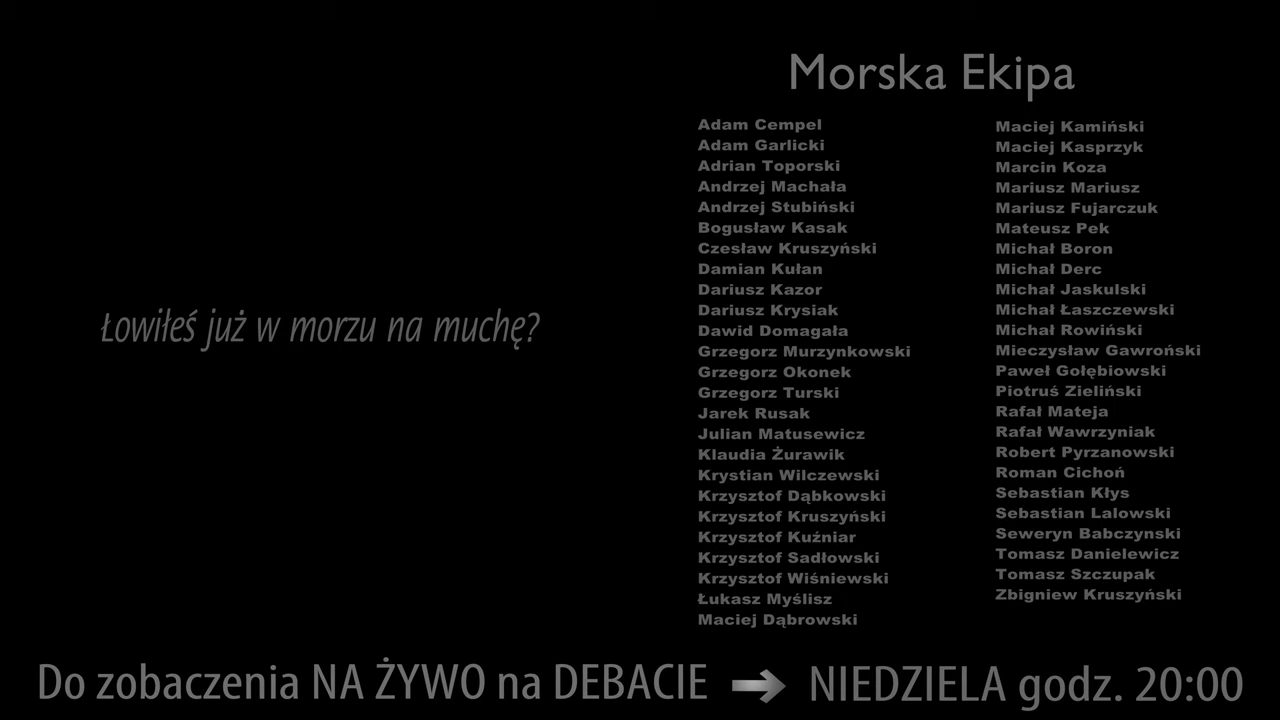 Łowiłeś już w morzu na muchę?
Morska Ekipa
Adam Cempel
Adam Garlicki
Adrian Toporski
Andrzej Machała
Andrzej Stubiński
Bogusław Kasak
Czesław Kruszyński
Damian Kułan
Dariusz Kazor
Dariusz Krysiak
Dawid Domagała
Grzegorz Murzynkowski
Grzegorz Okonek
Grzegorz Turski
Jarek Rusak
Julian Matusewicz
Klaudia Żurawik
Krystian Wilczewski
Krzysztof Dąbkowski
Krzysztof Kruszyński
Krzysztof Kuźniar
Krzysztof Sadłowski
Krzysztof Wiśniewski
Łukasz Myślisz
Maciej Dąbrowski
Maciej Kamiński
Maciej Kasprzyk
Marcin Koza
Mariusz Mariusz
Mariusz Fujarczuk
Mateusz Pek
Michał Boron
Michał Derc
Michał Jaskulski
Michał Łaszczewski
Michał Rowiński
Mieczysław Gawroński
Paweł Gołębiowski
Piotruś Zieliński
Rafał Mateja
Rafał Wawrzyniak
Robert Pyrzanowski
Roman Cichoń
Sebastian Kłys
Sebastian Lalowski
Seweryn Babczynski
Tomasz Danielewicz
Tomasz Szczupak
Zbigniew Kruszyński
Do zobaczenia NA ŻYWO na DEBACIE → NIEDZIELA godz. 20:00